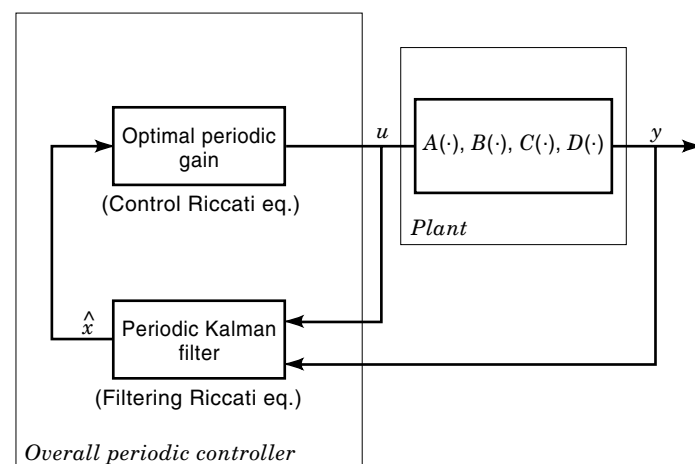 Optimal periodic
gain
(Control Riccati eq.)
u
A(·), B(·), C(·), D(·)
y
Plant
x̂
Periodic Kalman
filter
(Filtering Riccati eq.)
Overall periodic controller